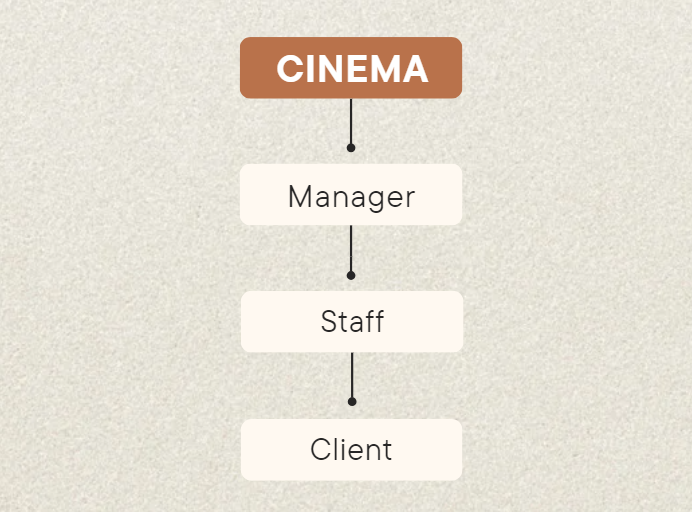 CINEMA
Manager
Staff
Client